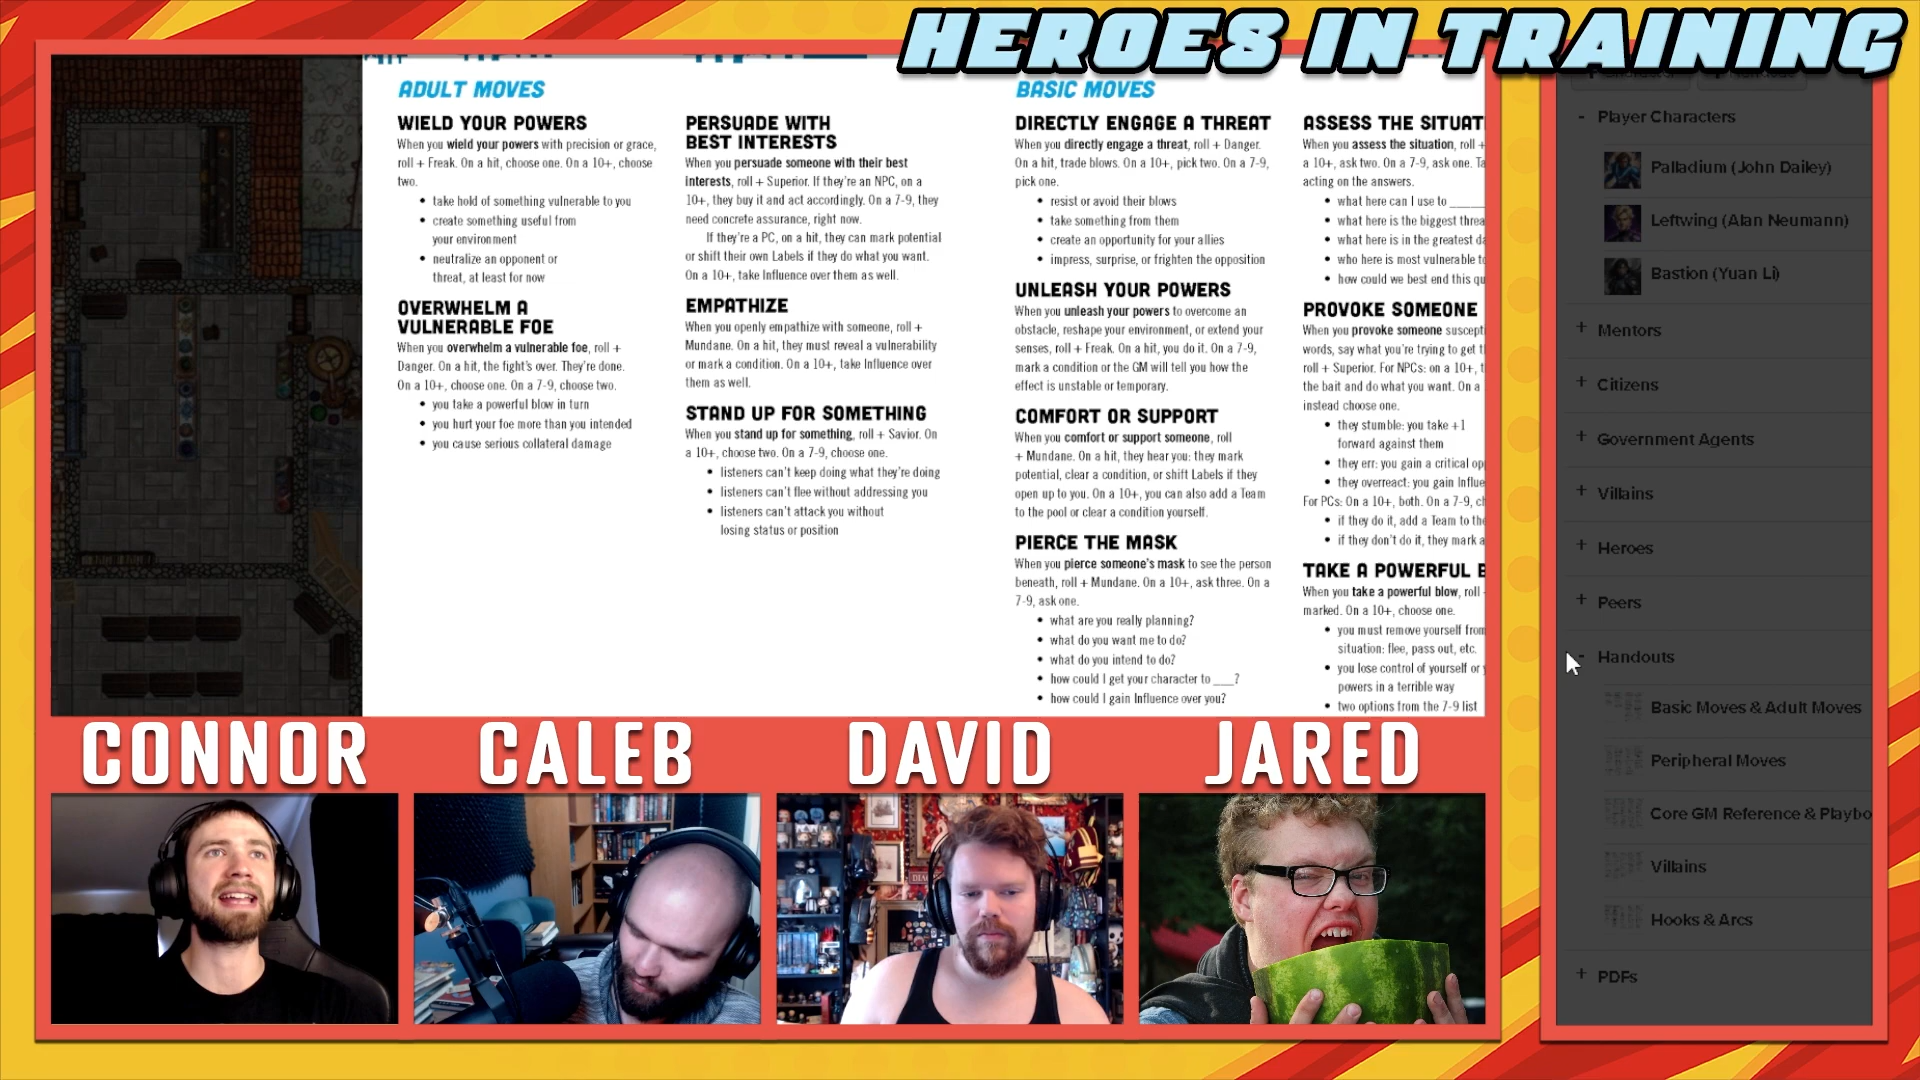 HEROES IN TRAINING
ADULT MOVES
WIELD YOUR POWERS
When you wield your powers with precision or grace,
roll + Freak. On a hit, choose one. On a 10+, choose
two.
• take hold of something vulnerable to you
• create something useful from
your environment
• neutralize an opponent or
threat, at least for now
OVERWHELM A
VULNERABLE FOE
When you overwhelm a vulnerable foe, roll +
Danger. On a hit, the fight's over. They're done.
On a 10+, choose one. On a 7-9, choose two.
• you take a powerful blow in turn
• you hurt your foe more than you intended
• you cause serious collateral damage
PERSUADE WITH
BEST INTERESTS
When you persuade someone with their best
interests, roll + Superior. If they're an NPC, on a
10+, they buy it and act accordingly. On a 7-9, they
need concrete assurance, right now.
If they're a PC, on a hit, they can mark potential
or shift their own Labels if they do what you want.
On a 10+, take Influence over them as well.
EMPATHIZE
When you openly empathize with someone, roll +
Mundane. On a hit, they must reveal a vulnerability
or mark a condition. On a 10+, take Influence over
them as well.
STAND UP FOR SOMETHING
When you stand up for something, roll + Savior. On
a 10+, choose two. On a 7-9, choose one.
• listeners can't keep doing what they're doing
• listeners can't flee without addressing you
• listeners can't attack you without
losing status or position
BASIC MOVES
DIRECTLY ENGAGE A THREAT
When you directly engage a threat, roll + Danger.
On a hit, trade blows. On a 10+, pick two. On a 7-9,
pick one.
• resist or avoid their blows
• take something from them
• create an opportunity for your allies
• impress, surprise, or frighten the opposition
UNLEASH YOUR POWERS
When you unleash your powers to overcome an
obstacle, reshape your environment, or extend your
senses, roll + Freak. On a hit, you do it. On a 7-9,
mark a condition or the GM will tell you how the
effect is unstable or temporary.
COMFORT OR SUPPORT
When you comfort or support someone, roll
+ Mundane. On a hit, they hear you: they mark
potential, clear a condition, or shift Labels if they
open up to you. On a 10+, you can also add a Team
to the pool or clear a condition yourself.
PIERCE THE MASK
When you pierce someone's mask to see the person
beneath, roll + Mundane. On a 10+, ask three. On a
7-9, ask one.
• what are you really planning?
• what do you want me to do?
• what do you intend to do?
• how could I get your character to ___?
• how could I gain Influence over you?
ASSESS THE SITUATI
When you assess the situation, roll +
a 10+, ask two. On a 7-9, ask one. Ta
acting on the answers.
• what here can I use to _____
• what here is the biggest threa
• what here is in the greatest da
• who here is most vulnerable to
• how could we best end this qu
PROVOKE SOMEONE
When you provoke someone suscepti
words, say what you're trying to get t
roll + Superior. For NPCs: on a 10+, t
the bait and do what you want. On a
instead choose one.
• they stumble: you take +1
forward against them
• they err: you gain a critical op
• they overreact: you gain Influe
For PCs: On a 10+, both. On a 7-9, ch
• if they do it, add a Team to the
• if they don't do it, they mark a
TAKE A POWERFUL B
When you take a powerful blow, roll
marked. On a 10+, choose one.
• you must remove yourself from
situation: flee, pass out, etc.
• you lose control of yourself or y
powers in a terrible way
• two options from the 7-9 list
- Player Characters
Palladium (John Dailey)
Leftwing (Alan Neumann)
Bastion (Yuan Li)
+ Mentors
+ Citizens
+ Government Agents
+ Villains
+ Heroes
+ Peers
- Handouts
Basic Moves & Adult Moves
Peripheral Moves
Core GM Reference & Playbo
Villains
Hooks & Arcs
+ PDFs
CONNOR
CALEB
DAVID
JARED